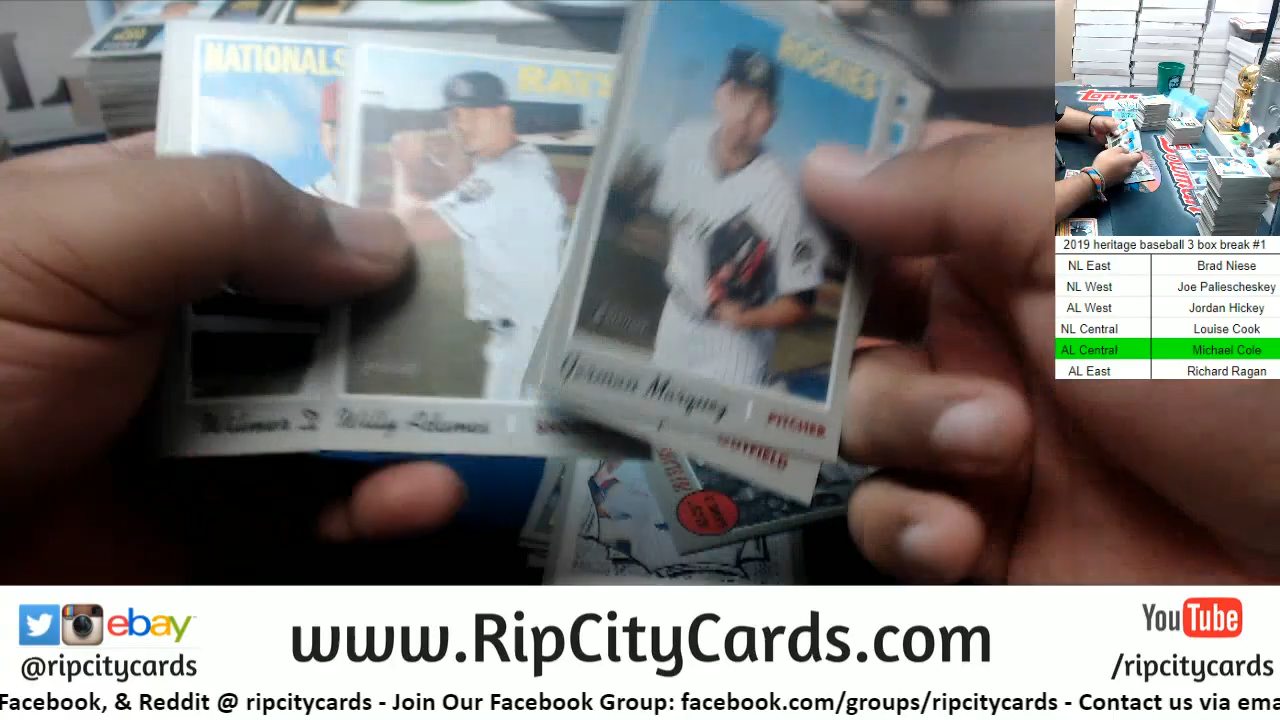 NATIONALS
RAYS
ROCKIES
Willy Adames
German Marquez
PITCHER
OUTFIELD
topps
2019 heritage baseball 3 box break #1
NL East Brad Niese
NL West Joe Paliescheskey
AL West Jordan Hickey
NL Central Louise Cook
AL Central Michael Cole
AL East Richard Ragan
ebay
@ripcitycards
www.RipCityCards.com
YouTube
/ripcitycards
Facebook, & Reddit @ ripcitycards - Join Our Facebook Group: facebook.com/groups/ripcitycards - Contact us via ema